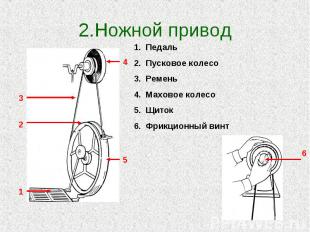 2.Ножной привод
1. Педаль
2. Пусковое колесо
3. Ремень
4. Маховое колесо
5. Щиток
6. Фрикционный винт
4
3
2
5
1
6